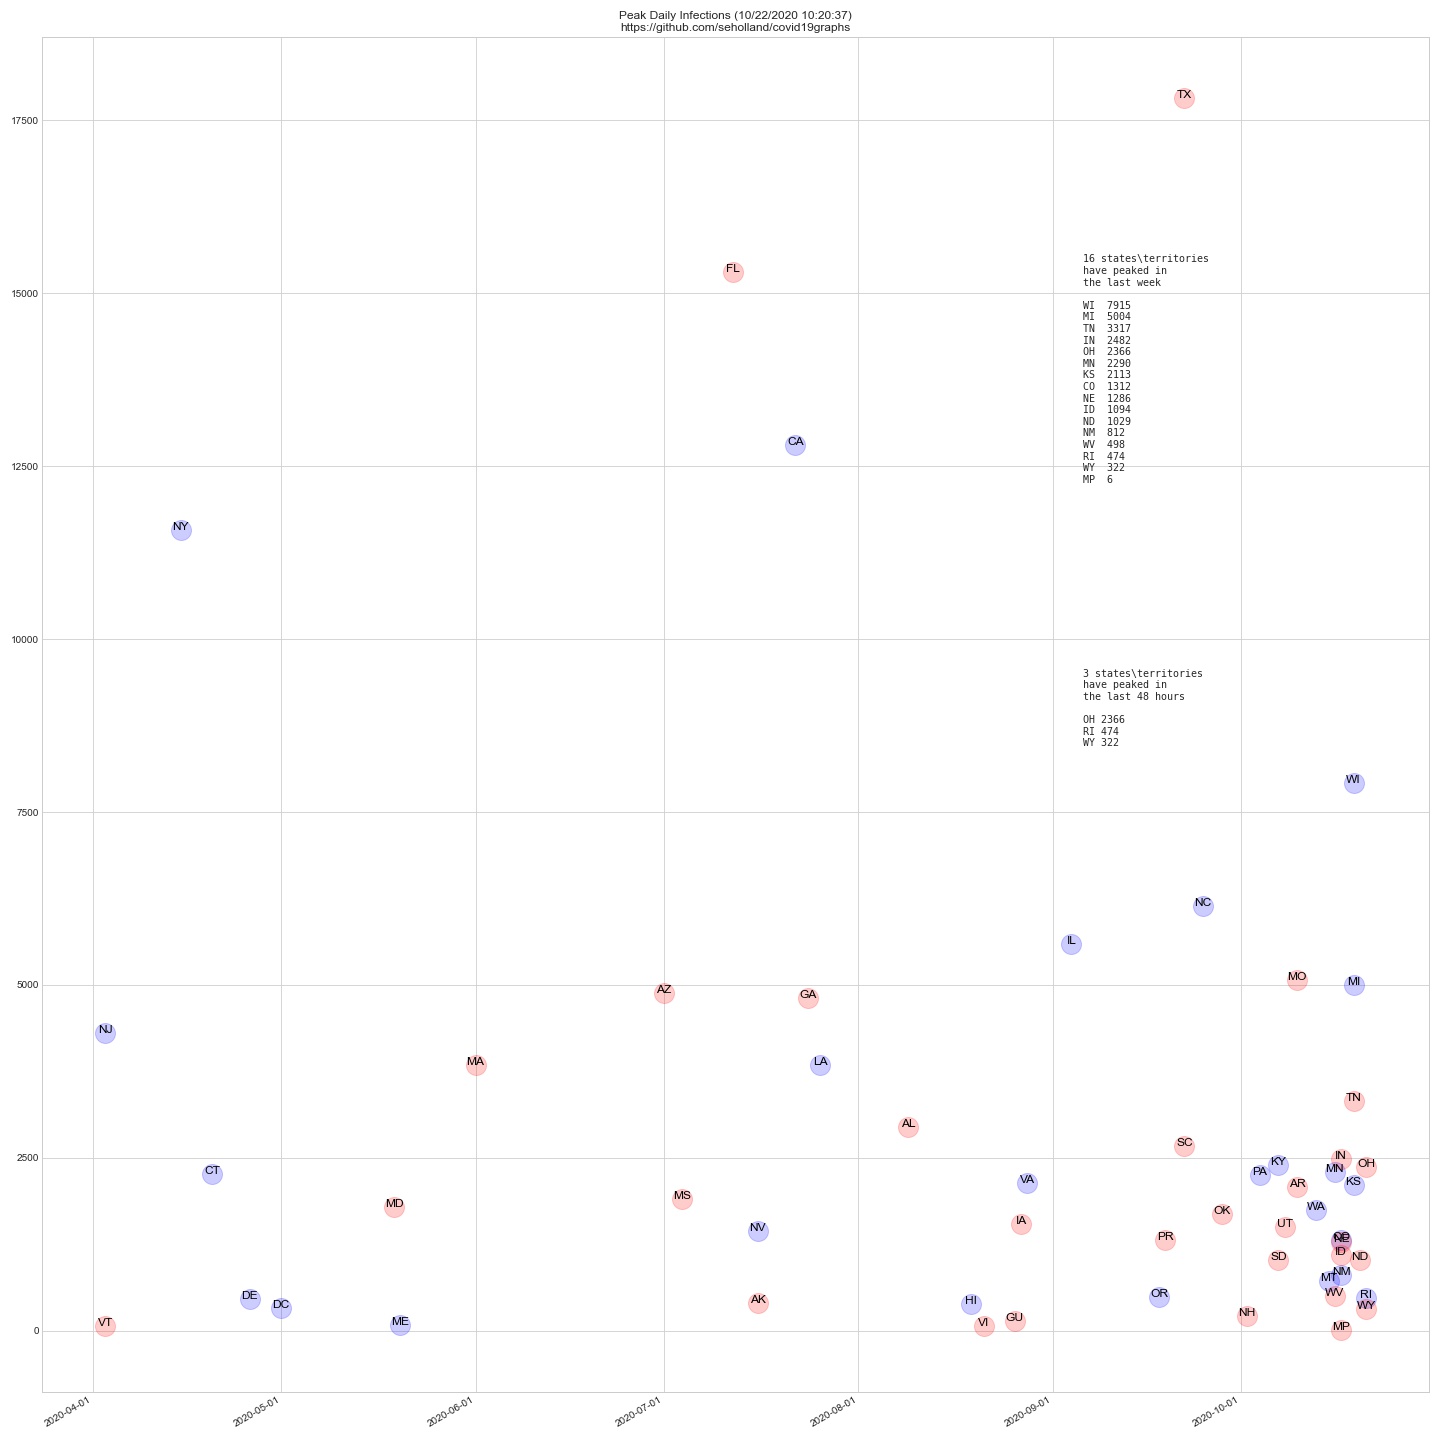 Peak Daily Infections (10/22/2020 10:20:37)
https://github.com/seholland/covid19graphs
TX
17500
16 states\territories
have peaked in
the last week
FL
15000
WI 7915
MI 5004
TN 3317
IN 2482
OH 2366
MN 2290
KS 2113
CO 1312
NE 1286
ID 1094
ND 1029
NM 812
WV 498
RI 474
WY 322
MP 6
CA
12500
NY
10000
3 states\territories
have peaked in
the last 48 hours
OH 2366
RI 474
WY 322
WI
7500
NC
IL
MO
MI
5000
AZ
GA
NJ
MA
LA
TN
AL
SC
2500
IN
KY
OH
CT
PA
MN
VA
AR
KS
MS
MD
WA
OK
IA
UT
NV
PR
CO
NE
ID
SD
ND
NM
MT
DE
AK
DC
HI
OR
WV
RI
WY
NH
GU
VT
ME
VI
MP
0
2020-04-01
2020-05-01
2020-06-01
2020-07-01
2020-08-01
2020-09-01
2020-10-01